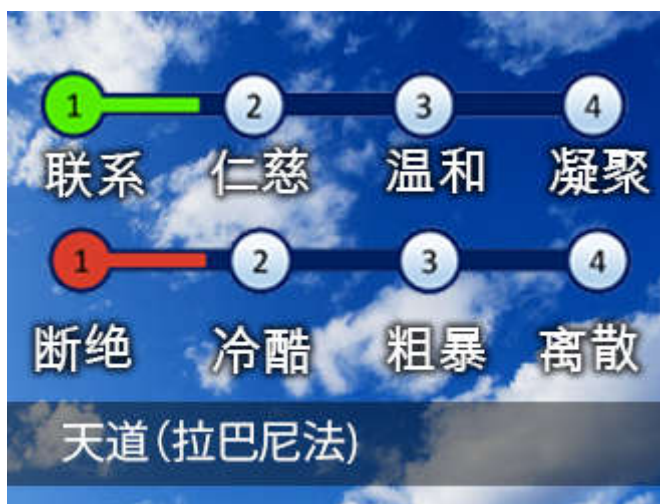 1 2 3 4
联系 仁慈 温和 凝聚
1 2 3 4
断绝 冷酷 粗暴 离散
天道(拉巴尼法)